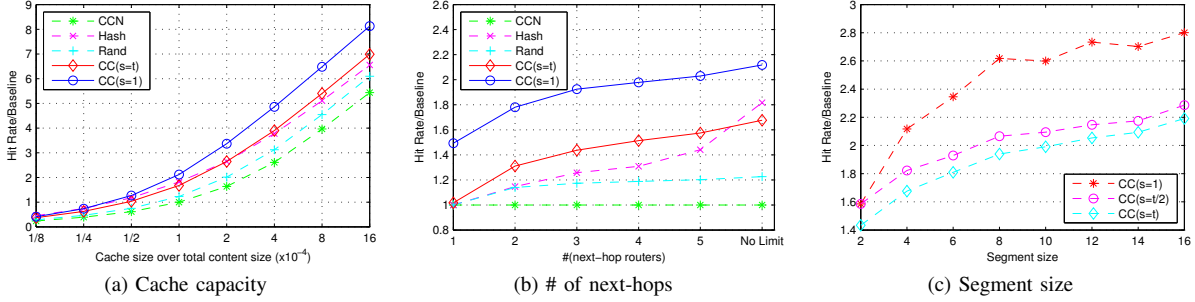 9
8
7
6
5
4
3
2
1
0
Hit Rate/Baseline
CCN
Hash
Rand
CC(s=t)
CC(s=1)
1/8 1/4 1/2 1 2 4 8 16
Cache size over total content size (x10⁻⁴)
(a) Cache capacity
2.6
2.4
2.2
2
1.8
1.6
1.4
1.2
1
0.8
Hit Rate/Baseline
CCN
Hash
Rand
CC(s=t)
CC(s=1)
1 2 3 4 5 No Limit
#(next-hop routers)
(b) # of next-hops
3
2.8
2.6
2.4
2.2
2
1.8
1.6
1.4
Hit Rate/Baseline
CC(s=1)
CC(s=t/2)
CC(s=t)
2 4 6 8 10 12 14 16
Segment size
(c) Segment size